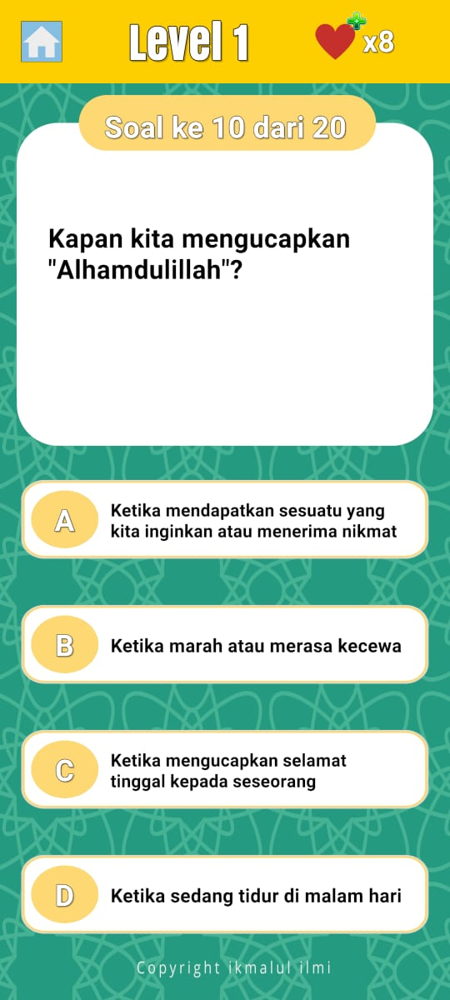 Level 1
x8
Soal ke 10 dari 20
Kapan kita mengucapkan
"Alhamdulillah"?
A
Ketika mendapatkan sesuatu yang
kita inginkan atau menerima nikmat
B
Ketika marah atau merasa kecewa
C
Ketika mengucapkan selamat
tinggal kepada seseorang
D
Ketika sedang tidur di malam hari
Copyright ikmalul ilmi